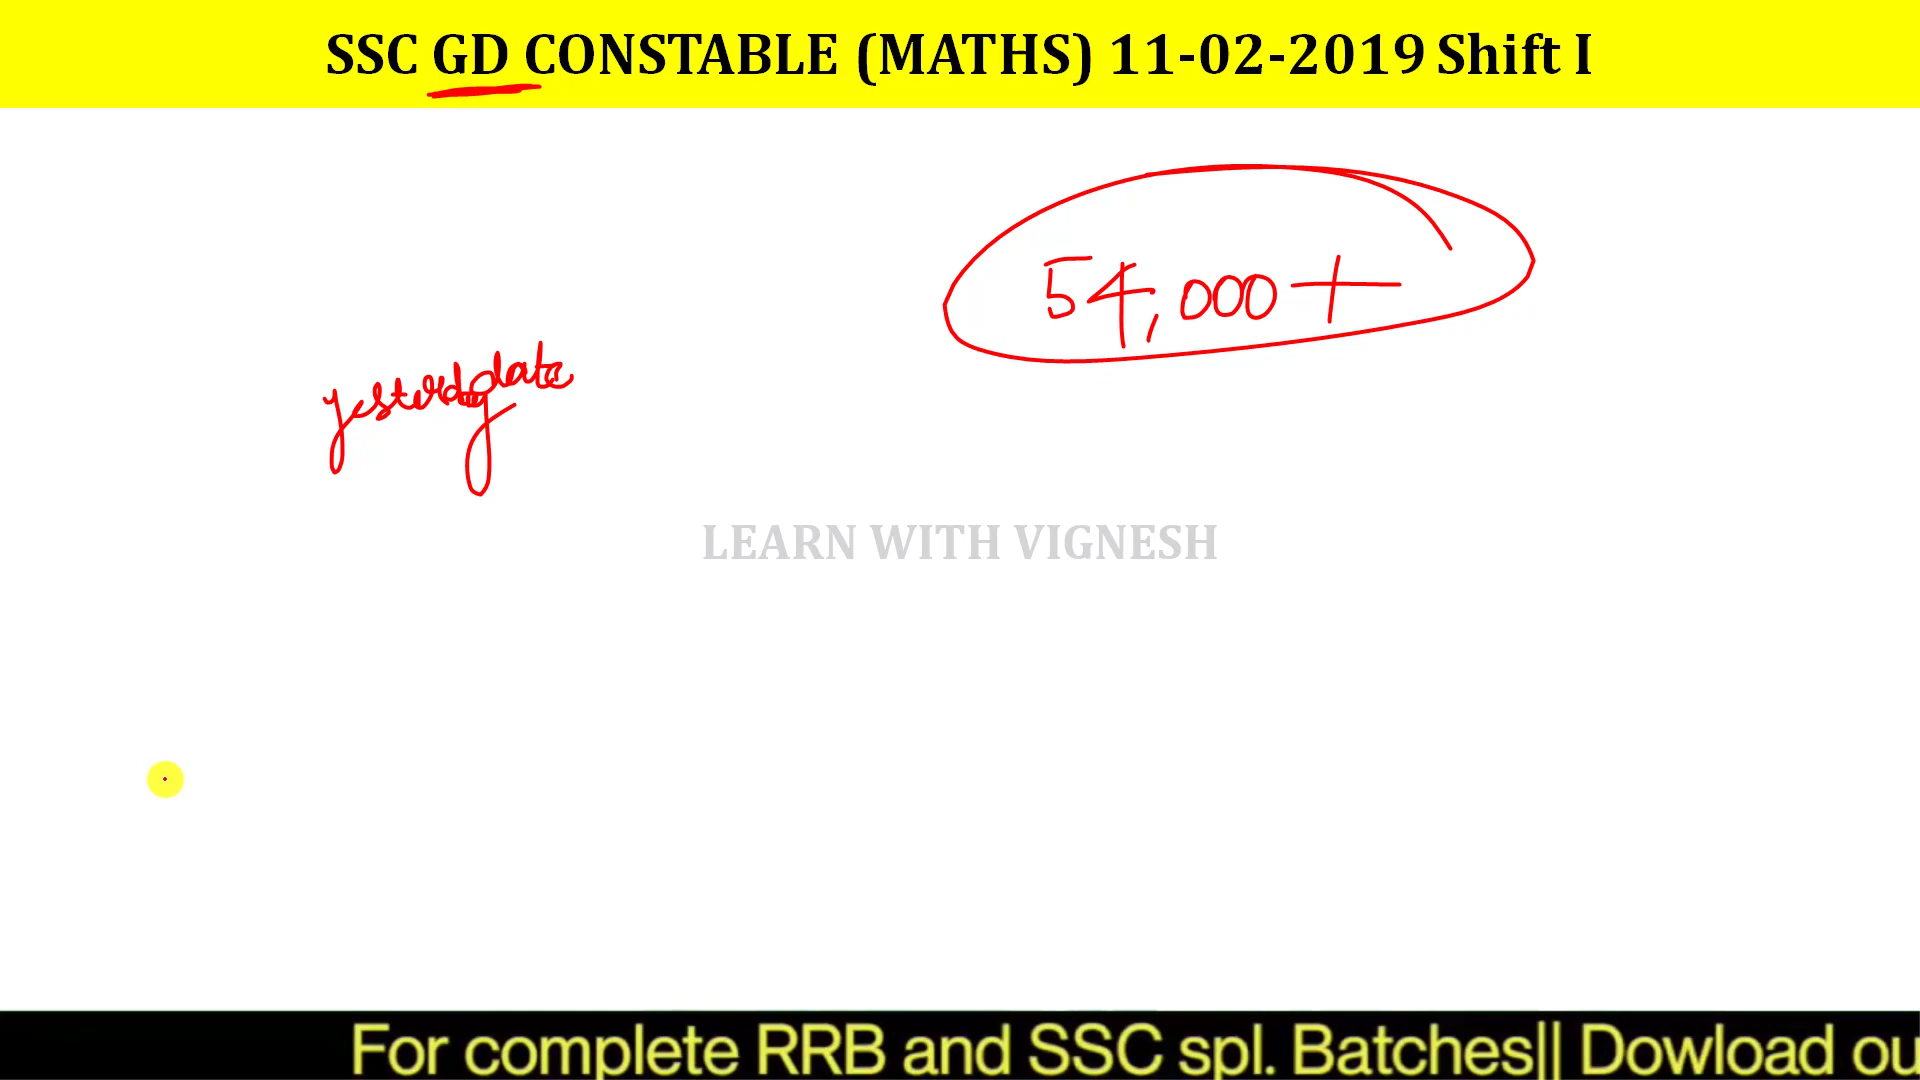 SSC GD CONSTABLE (MATHS) 11-02-2019 Shift I
54,000+
LEARN WITH VIGNESH
For complete RRB and SSC spl. Batches|| Dowload ou